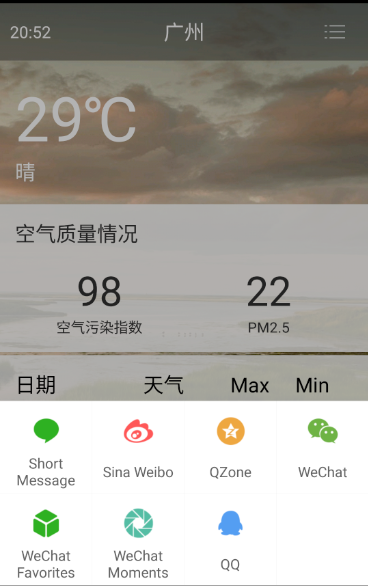 20:52 广州
29℃
晴
空气质量情况
98 22
空气污染指数 PM2.5
日期 天气 Max Min
Short Message
Sina Weibo
QZone
WeChat
WeChat Favorites
WeChat Moments
QQ